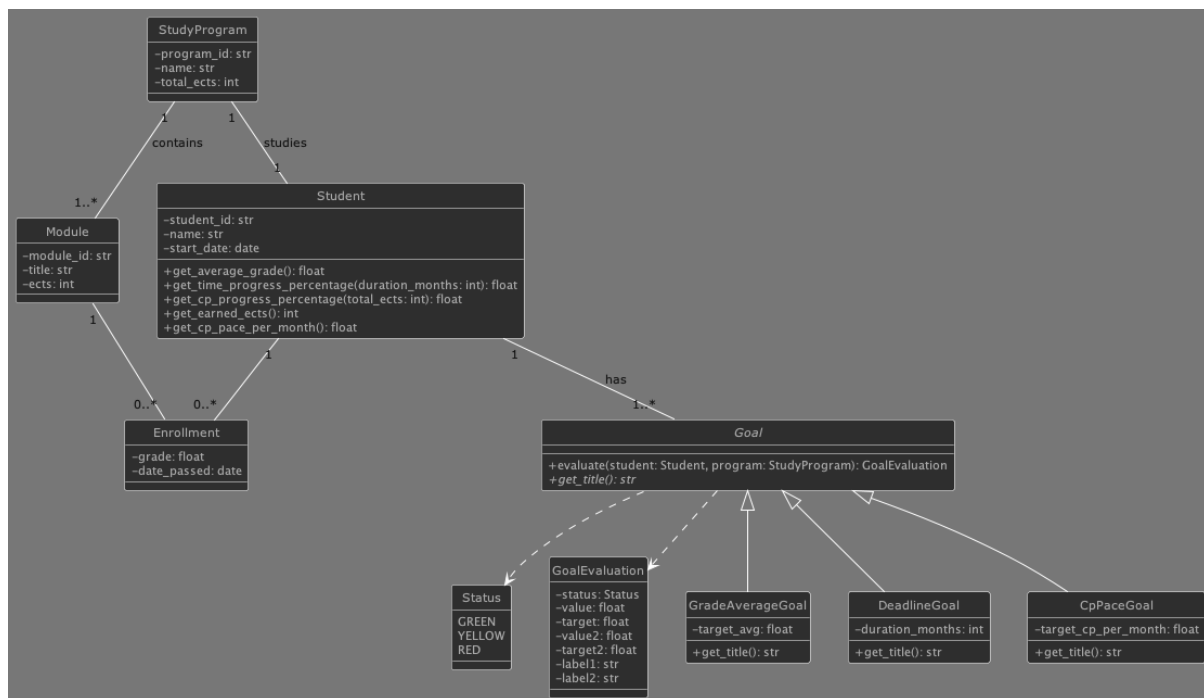 StudyProgram
-program_id: str
-name: str
-total_ects: int
1
1
contains
studies
1
1..*
Student
-student_id: str
-name: str
-start_date: date
+get_average_grade(): float
+get_time_progress_percentage(duration_months: int): float
+get_cp_progress_percentage(total_ects: int): float
+get_earned_ects(): int
+get_cp_pace_per_month(): float
Module
-module_id: str
-title: str
-ects: int
1
1
1
has
0..*
0..*
1..*
Enrollment
-grade: float
-date_passed: date
Goal
+evaluate(student: Student, program: StudyProgram): GoalEvaluation
+get_title(): str
Status
GREEN
YELLOW
RED
GoalEvaluation
-status: Status
-value: float
-target: float
-value2: float
-target2: float
-label1: str
-label2: str
GradeAverageGoal
-target_avg: float
+get_title(): str
DeadlineGoal
-duration_months: int
+get_title(): str
CpPaceGoal
-target_cp_per_month: float
+get_title(): str